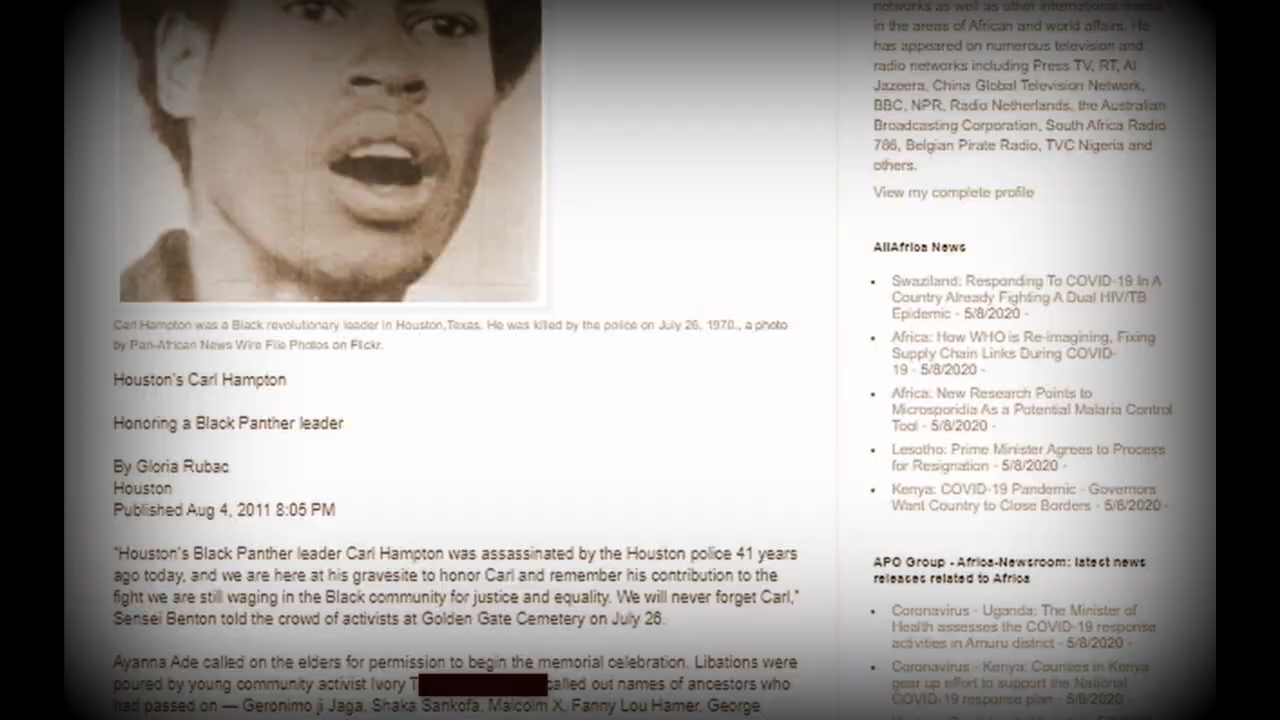 Carl Hampton was a Black revolutionary leader in Houston,Texas. He was killed by the police on July 26, 1970., a photo
by Pan-African News Wire File Photos on Flickr.
Houston's Carl Hampton
Honoring a Black Panther leader
By Gloria Rubac
Houston
Published Aug 4, 2011 8:05 PM
"Houston's Black Panther leader Carl Hampton was assassinated by the Houston police 41 years
ago today, and we are here at his gravesite to honor Carl and remember his contribution to the
fight we are still waging in the Black community for justice and equality. We will never forget Carl,"
Sensei Benton told the crowd of activists at Golden Gate Cemetery on July 26.
Ayanna Ade called on the elders for permission to begin the memorial celebration. Libations were
poured by young community activist Ivory T called out names of ancestors who
had passed on — Geronimo ji Jaga, Shaka Sankofa, Malcolm X, Fanny Lou Hamer, George
networks as well as other international media
in the areas of African and world affairs. He
has appeared on numerous television and
radio networks including Press TV, RT, Al
Jazeera, China Global Television Network,
BBC, NPR, Radio Netherlands, the Australian
Broadcasting Corporation, South Africa Radio
786, Belgian Pirate Radio, TVC Nigeria and
others.
View my complete profile
AllAfrica News
Swaziland: Responding To COVID-19 In A
Country Already Fighting A Dual HIV/TB
Epidemic - 5/8/2020 -
Africa: How WHO is Re-imagining, Fixing
Supply Chain Links During COVID-
19 - 5/8/2020 -
Africa: New Research Points to
Microsporidia As a Potential Malaria Control
Tool - 5/8/2020 -
Lesotho: Prime Minister Agrees to Process
for Resignation - 5/8/2020 -
Kenya: COVID-19 Pandemic - Governors
Want Country to Close Borders - 5/8/2020 -
APO Group - Africa-Newsroom: latest news
releases related to Africa
Coronavirus - Uganda: The Minister of
Health assesses the COVID-19 response
activities in Amuru district - 5/8/2020 -
Coronavirus - Kenya: Counties in Kenya
gear up effort to support the National
COVID-19 response plan - 5/8/2020 -